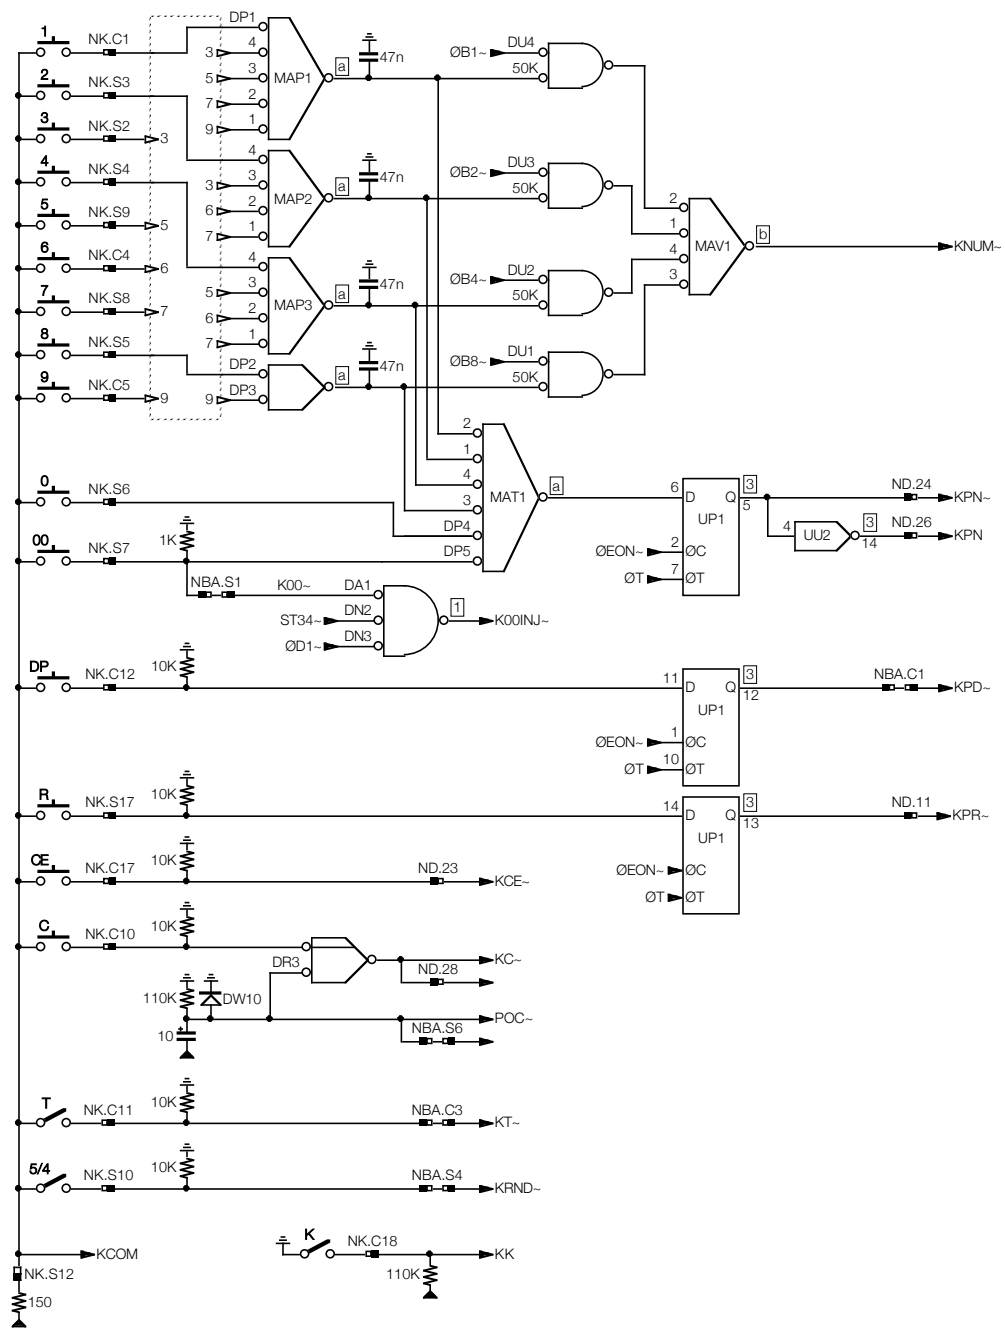 1 NK.C1 DP1
3 4 MAP1 a 47n ØB1~ DU4
5 3 50K
7 2
9 1
2 NK.S3
3 NK.S2 3
4 MAP2 a 47n ØB2~ DU3
3 3 50K
6 2
7 1
4 NK.S4
5 NK.S9 5
2
1 MAV1 b KNUM~
4
3
6 NK.C4 6
4 MAP3 a 47n ØB4~ DU2
5 3 50K
6 2
7 1
7 NK.S8 7
8 NK.S5 DP2
a 47n ØB8~ DU1
9 NK.C5 9 9 DP3 50K
2
1
4
3
DP4
DP5
MAT1 a
0 NK.S6
6 D Q 3 5 ND.24 KPN~
UP1
4 UU2 3 14 ND.26 KPN
ØEON~ 2 ØC
ØT 7 ØT
00 NK.S7 1K
NBA.S1 K00~ DA1
ST34~ DN2 1 K00INJ~
ØD1~ DN3
DP NK.C12 10K
11 D Q 3 12 NBA.C1 KPD~
UP1
ØEON~ 1 ØC
ØT 10 ØT
R NK.S17 10K
14 D Q 3 13 ND.11 KPR~
UP1
ØEON~ ØC
ØT ØT
CE NK.C17 10K ND.23 KCE~
C NK.C10 10K
DR3 KC~
ND.28
110K DW10
POC~
+
10 NBA.S6
T NK.C11 10K NBA.C3 KT~
5/4 NK.S10 10K NBA.S4 KRND~
KCOM K NK.C18 KK
NK.S12 110K
150